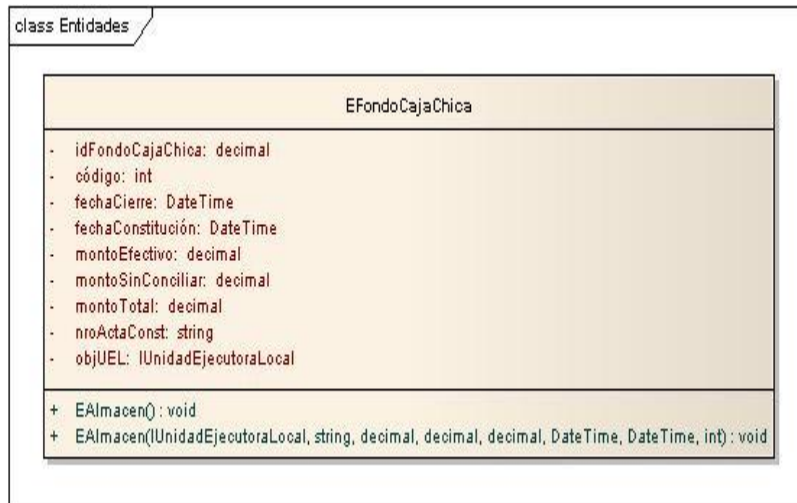 class Entidades
EFondoCajaChica
- idFondoCajaChica: decimal
- código: int
- fechaCierre: DateTime
- fechaConstitución: DateTime
- montoEfectivo: decimal
- montoSinConciliar: decimal
- montoTotal: decimal
- nroActaConst: string
- objUEL: IUnidadEjecutoraLocal
+ EAlmacen() : void
+ EAlmacen(IUnidadEjecutoraLocal, string, decimal, decimal, decimal, DateTime, DateTime, int) : void